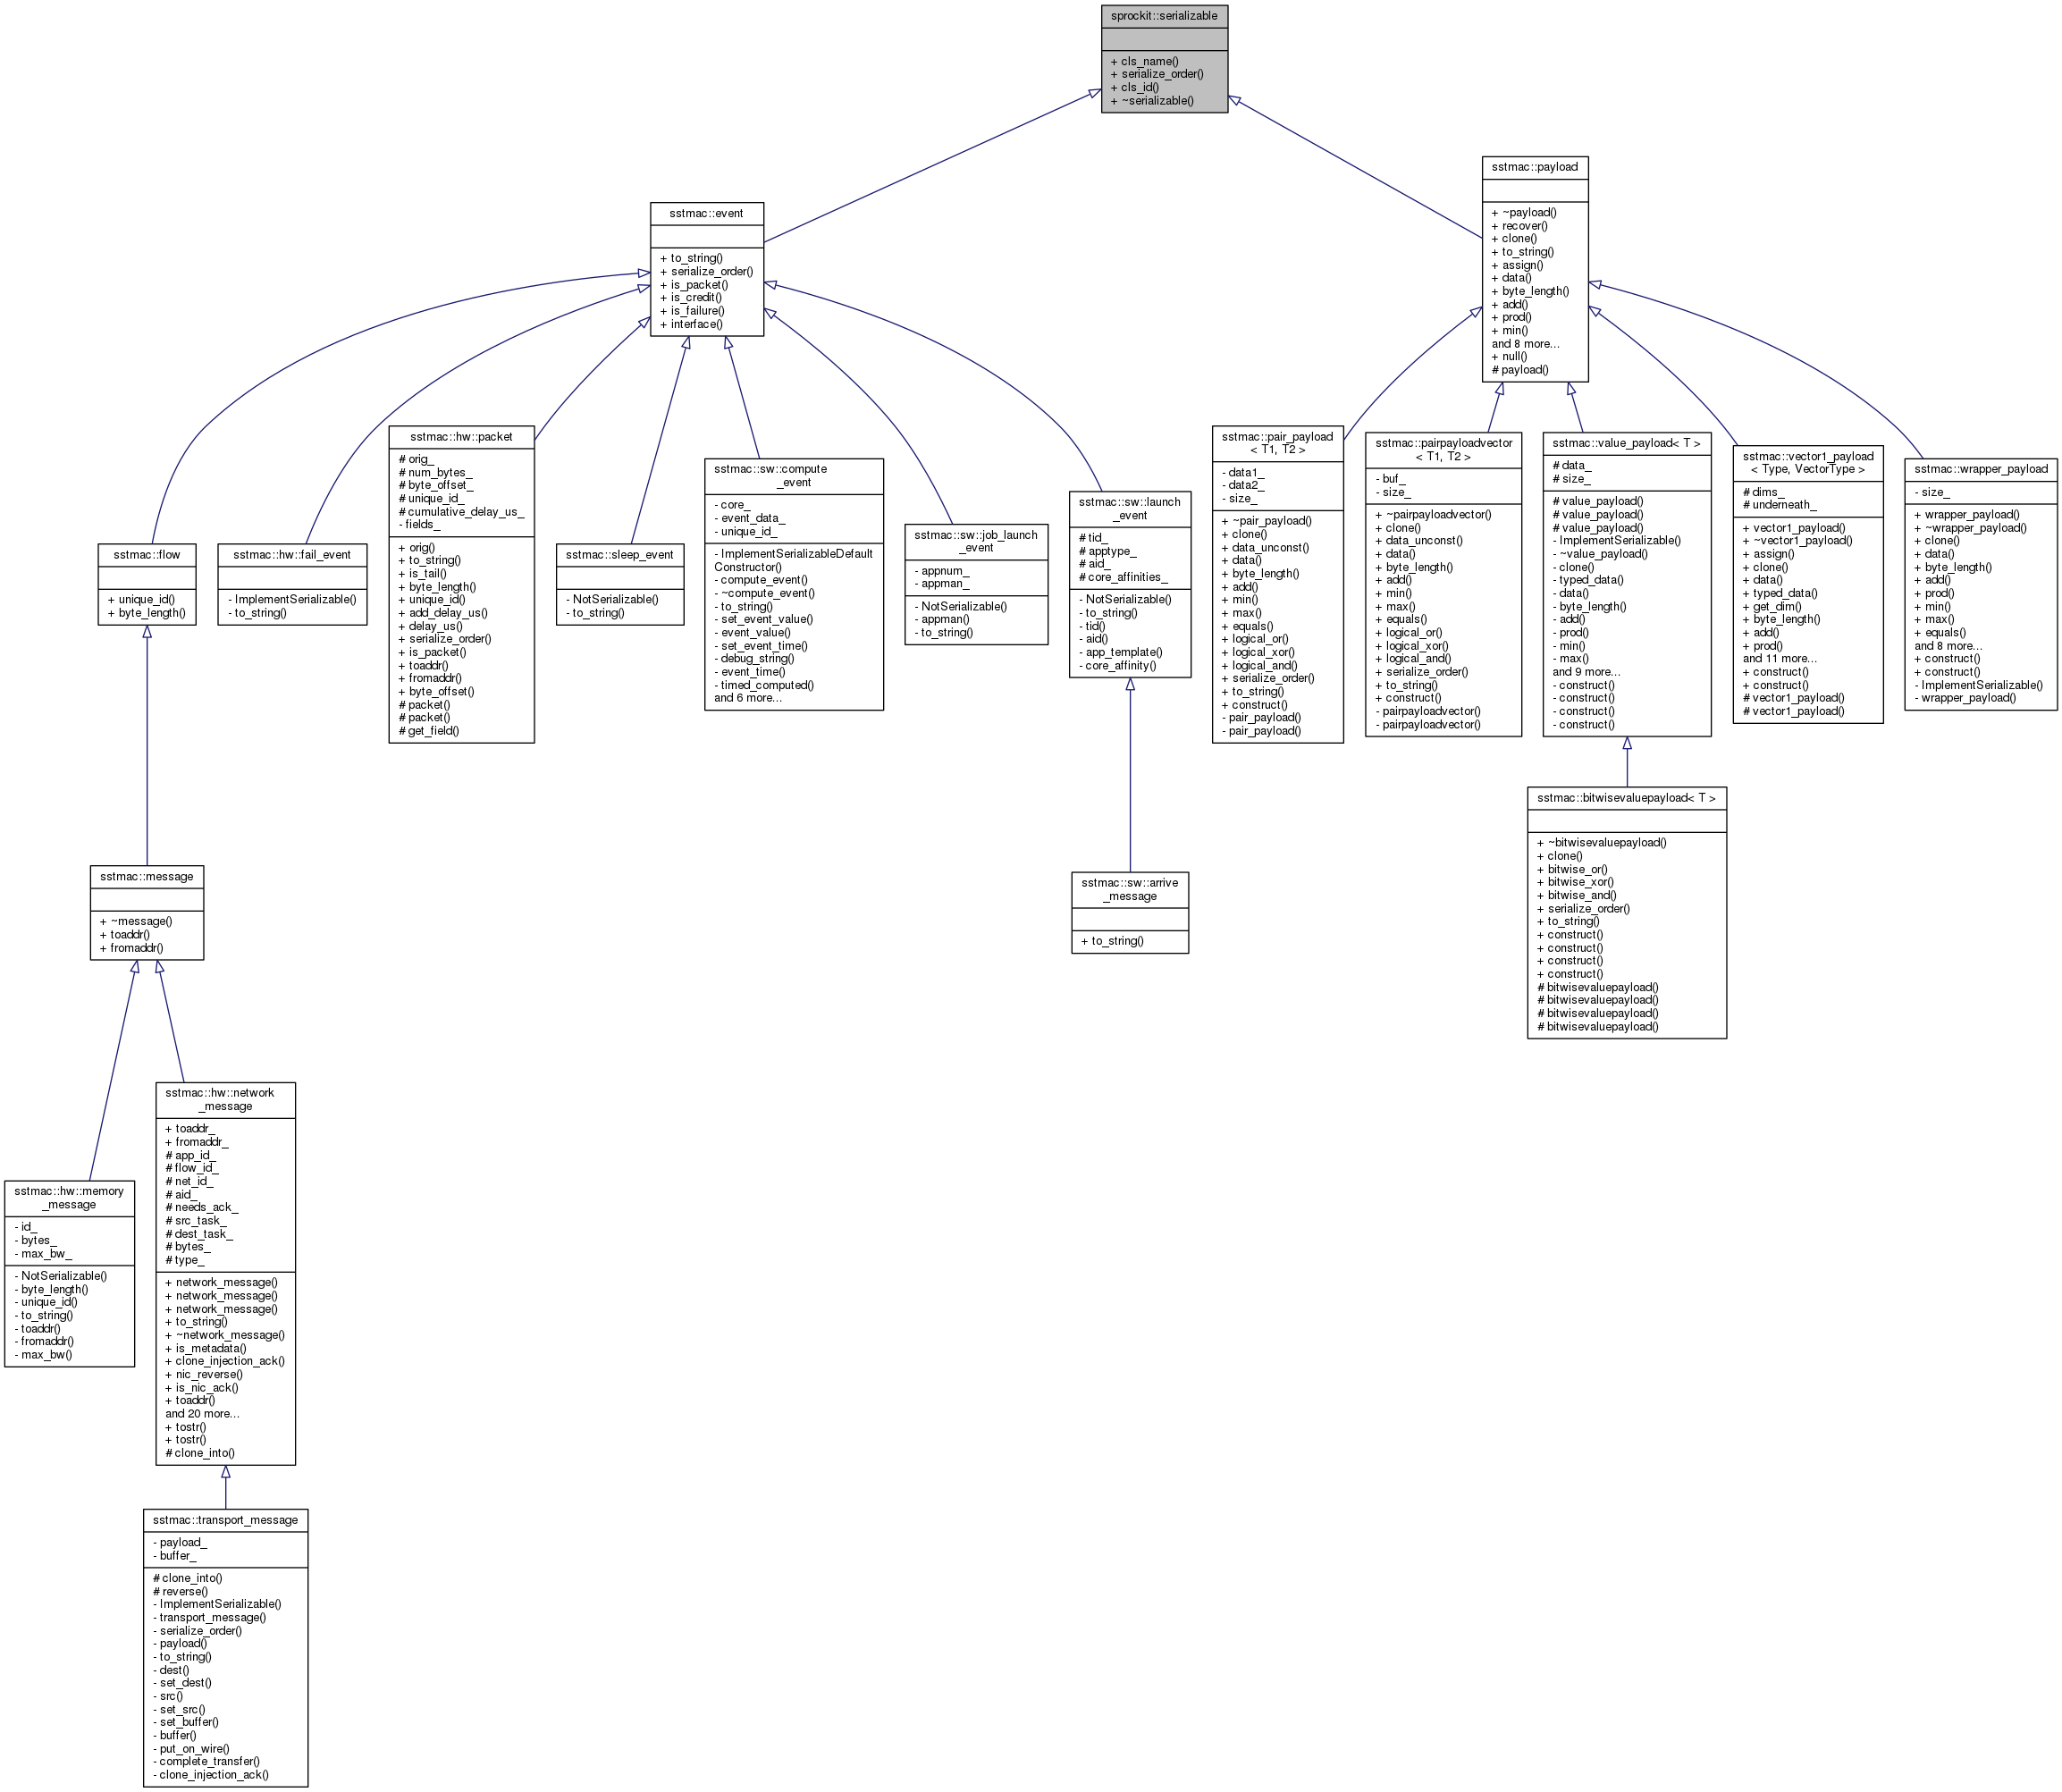 sprockit::serializable
+ cls_name()
+ serialize_order()
+ cls_id()
+ ~serializable()
sstmac::event
+ to_string()
+ serialize_order()
+ is_packet()
+ is_credit()
+ is_failure()
+ interface()
sstmac::payload
+ ~payload()
+ recover()
+ clone()
+ to_string()
+ assign()
+ data()
+ byte_length()
+ add()
+ prod()
+ min()
and 8 more...
+ null()
# payload()
sstmac::flow
+ unique_id()
+ byte_length()
sstmac::hw::fail_event
- ImplementSerializable()
- to_string()
sstmac::hw::packet
# orig_
# num_bytes_
# byte_offset_
# unique_id_
# cumulative_delay_us_
- fields_
+ orig()
+ to_string()
+ is_tail()
+ byte_length()
+ unique_id()
+ add_delay_us()
+ delay_us()
+ serialize_order()
+ is_packet()
+ toaddr()
+ fromaddr()
+ byte_offset()
# packet()
# packet()
# get_field()
sstmac::sleep_event
- NotSerializable()
- to_string()
sstmac::sw::compute
_event
- core_
- event_data_
- unique_id_
- ImplementSerializableDefault
Constructor()
- compute_event()
- ~compute_event()
- to_string()
- set_event_value()
- event_value()
- set_event_time()
- debug_string()
- event_time()
- timed_computed()
and 6 more...
sstmac::sw::job_launch
_event
- appnum_
- appman_
- NotSerializable()
- appman()
- to_string()
sstmac::sw::launch
_event
# tid_
# apptype_
# aid_
# core_affinities_
- NotSerializable()
- to_string()
- tid()
- aid()
- app_template()
- core_affinity()
sstmac::pair_payload
< T1, T2 >
- data1_
- data2_
- size_
+ ~pair_payload()
+ clone()
+ data_unconst()
+ data()
+ byte_length()
+ add()
+ min()
+ max()
+ equals()
+ logical_or()
+ logical_xor()
+ logical_and()
+ serialize_order()
+ to_string()
+ construct()
- pair_payload()
- pair_payload()
sstmac::pairpayloadvector
< T1, T2 >
- buf_
- size_
+ ~pairpayloadvector()
+ clone()
+ data_unconst()
+ data()
+ byte_length()
+ add()
+ min()
+ max()
+ equals()
+ logical_or()
+ logical_xor()
+ logical_and()
+ serialize_order()
+ to_string()
+ construct()
- pairpayloadvector()
- pairpayloadvector()
sstmac::value_payload< T >
# data_
# size_
# value_payload()
# value_payload()
# value_payload()
- ImplementSerializable()
- ~value_payload()
- clone()
- typed_data()
- data()
- byte_length()
- add()
- prod()
- min()
- max()
and 9 more...
- construct()
- construct()
- construct()
- construct()
sstmac::vector1_payload
< Type, VectorType >
# dims_
# underneath_
+ vector1_payload()
+ ~vector1_payload()
+ assign()
+ clone()
+ data()
+ typed_data()
+ get_dim()
+ byte_length()
+ add()
+ prod()
and 11 more...
+ construct()
+ construct()
# vector1_payload()
# vector1_payload()
sstmac::wrapper_payload
- size_
+ wrapper_payload()
+ ~wrapper_payload()
+ clone()
+ data()
+ byte_length()
+ add()
+ prod()
+ min()
+ max()
+ equals()
and 8 more...
+ construct()
+ construct()
- ImplementSerializable()
- wrapper_payload()
sstmac::message
+ ~message()
+ toaddr()
+ fromaddr()
sstmac::sw::arrive
_message
+ to_string()
sstmac::bitwisevaluepayload< T >
+ ~bitwisevaluepayload()
+ clone()
+ bitwise_or()
+ bitwise_xor()
+ bitwise_and()
+ serialize_order()
+ to_string()
+ construct()
+ construct()
+ construct()
+ construct()
# bitwisevaluepayload()
# bitwisevaluepayload()
# bitwisevaluepayload()
# bitwisevaluepayload()
sstmac::hw::memory
_message
- id_
- bytes_
- max_bw_
- NotSerializable()
- byte_length()
- unique_id()
- to_string()
- toaddr()
- fromaddr()
- max_bw()
sstmac::hw::network
_message
+ toaddr_
+ fromaddr_
# app_id_
# flow_id_
# net_id_
# aid_
# needs_ack_
# src_task_
# dest_task_
# bytes_
# type_
+ network_message()
+ network_message()
+ network_message()
+ to_string()
+ ~network_message()
+ is_metadata()
+ clone_injection_ack()
+ nic_reverse()
+ is_nic_ack()
+ toaddr()
and 20 more...
+ tostr()
+ tostr()
# clone_into()
sstmac::transport_message
- payload_
- buffer_
# clone_into()
# reverse()
- ImplementSerializable()
- transport_message()
- serialize_order()
- payload()
- to_string()
- dest()
- set_dest()
- src()
- set_src()
- set_buffer()
- buffer()
- put_on_wire()
- complete_transfer()
- clone_injection_ack()